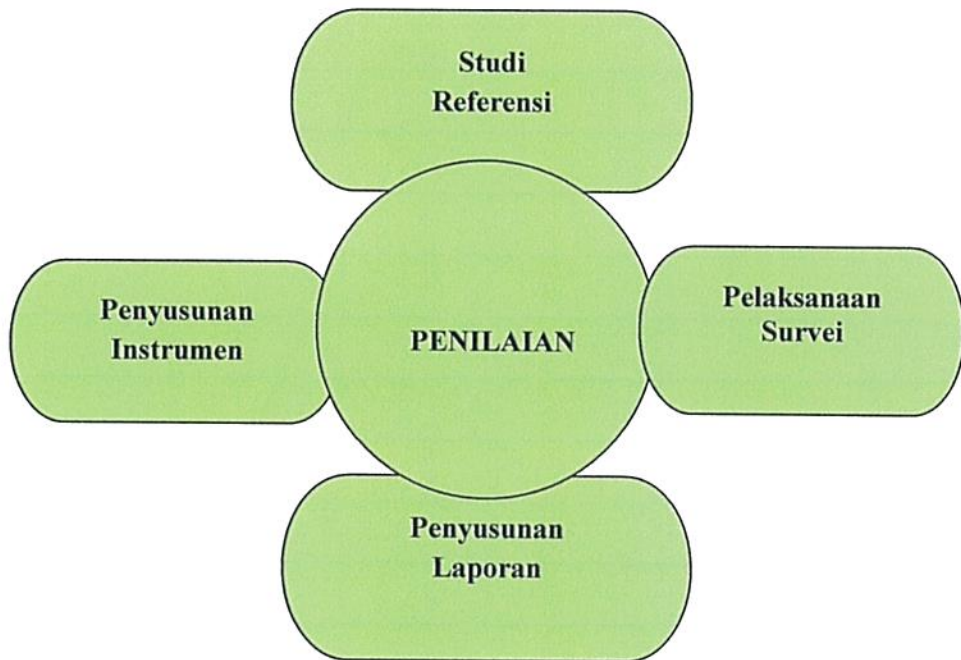 Studi
Referensi
Penyusunan
Instrumen
PENILAIAN
Pelaksanaan
Survei
Penyusunan
Laporan